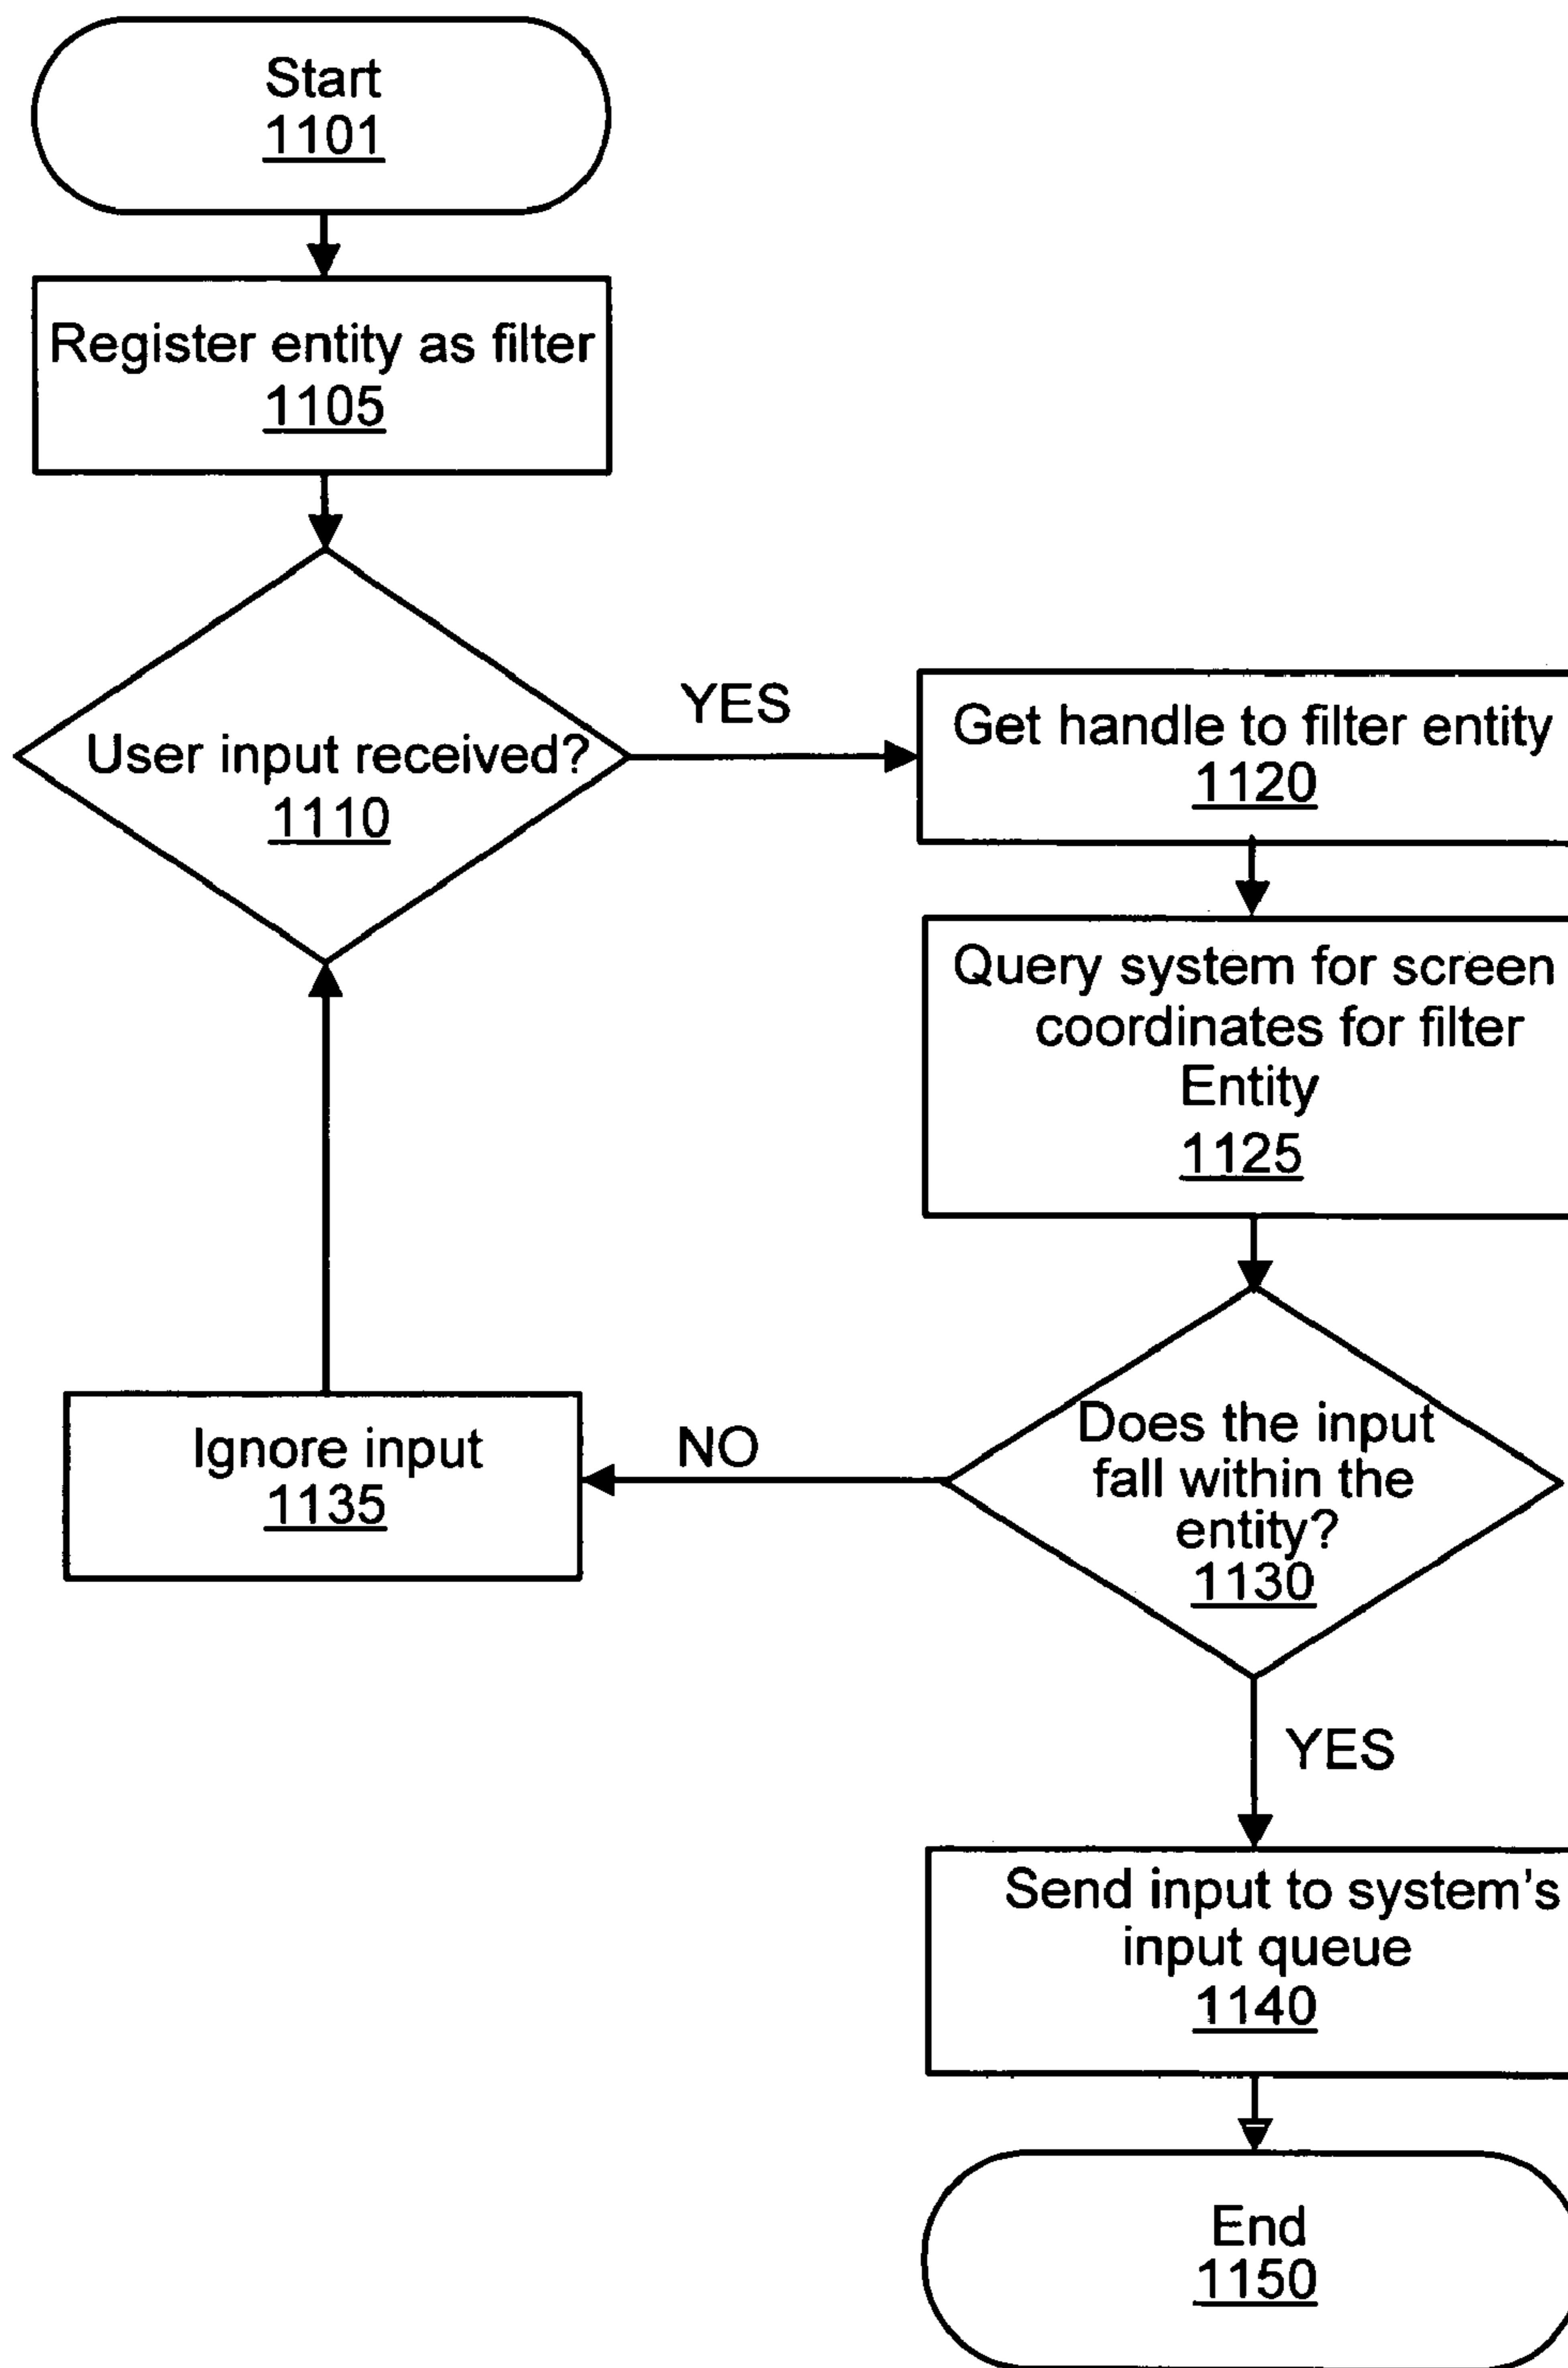 Start
1101
Register entity as filter
1105
User input received?
1110
YES
Get handle to filter entity
1120
Query system for screen
coordinates for filter
Entity
1125
Does the input
fall within the
entity?
1130
NO
Ignore input
1135
YES
Send input to system's
input queue
1140
End
1150